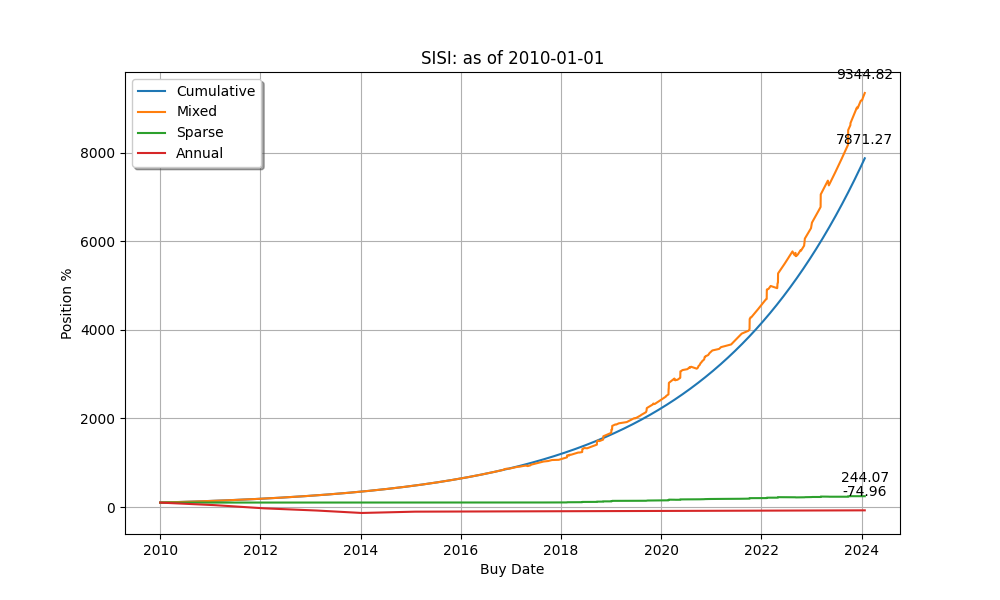 SISI: as of 2010-01-01
Cumulative
Mixed
Sparse
Annual
9344.82
7871.27
244.07
-74.96
Position %
8000
6000
4000
2000
0
2010 2012 2014 2016 2018 2020 2022 2024
Buy Date